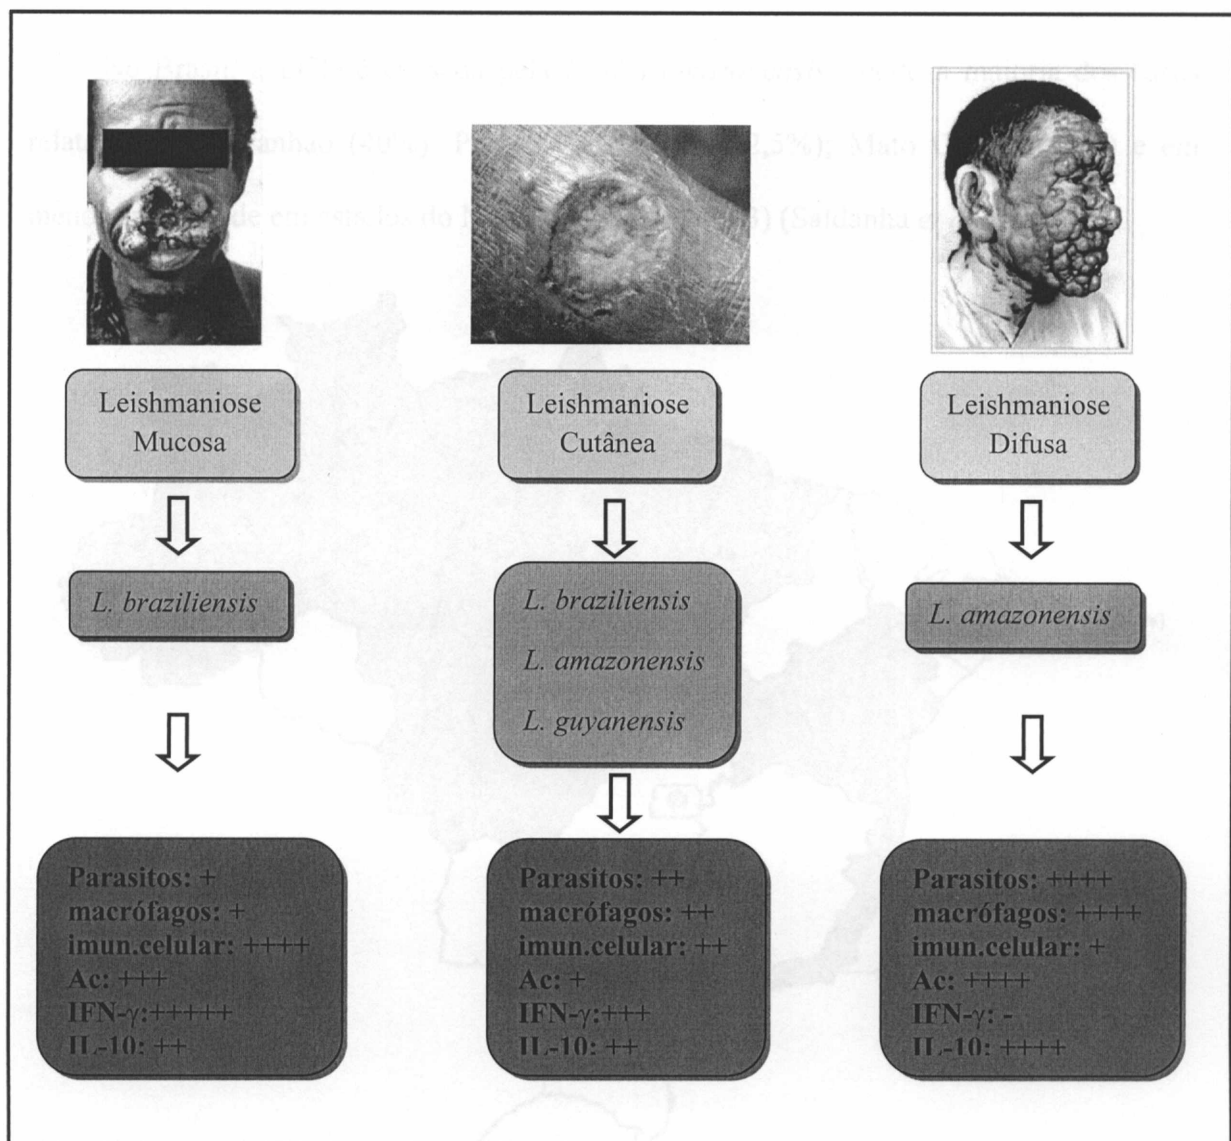 Leishmaniose
Mucosa
L. braziliensis
Parasitos: +
macrófagos: +
imun.celular: ++++
Ac: +++
IFN-γ:+++++
IL-10: ++
Leishmaniose
Cutânea
L. braziliensis
L. amazonensis
L. guyanensis
Parasitos: ++
macrófagos: ++
imun.celular: ++
Ac: +
IFN-γ:+++
IL-10: ++
Leishmaniose
Difusa
L. amazonensis
Parasitos: ++++
macrófagos: ++++
imun.celular: +
Ac: ++++
IFN-γ: -
IL-10: ++++